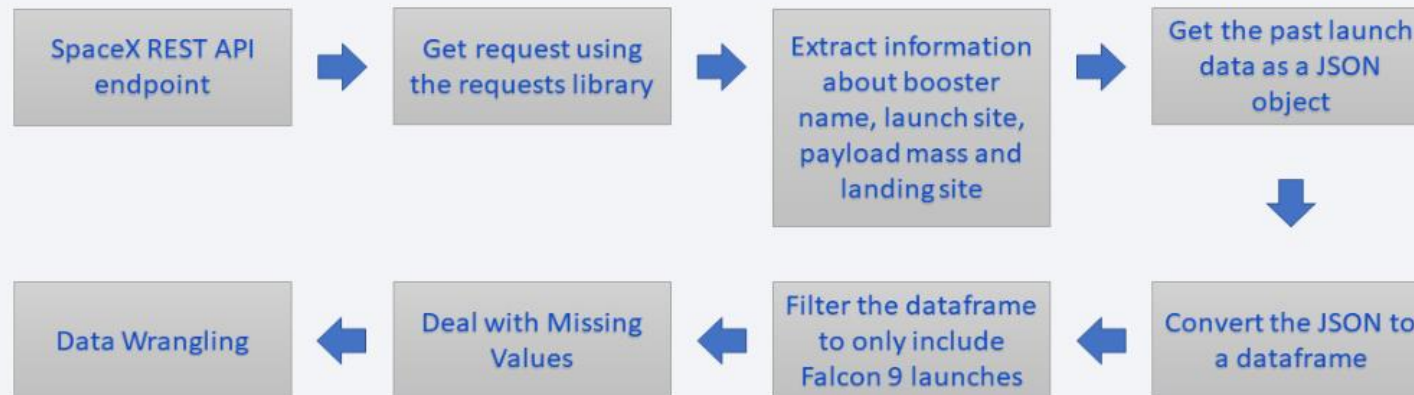 SpaceX REST API
endpoint
Get request using
the requests library
Extract information
about booster
name, launch site,
payload mass and
landing site
Get the past launch
data as a JSON
object
Convert the JSON to
a dataframe
Filter the dataframe
to only include
Falcon 9 launches
Deal with Missing
Values
Data Wrangling